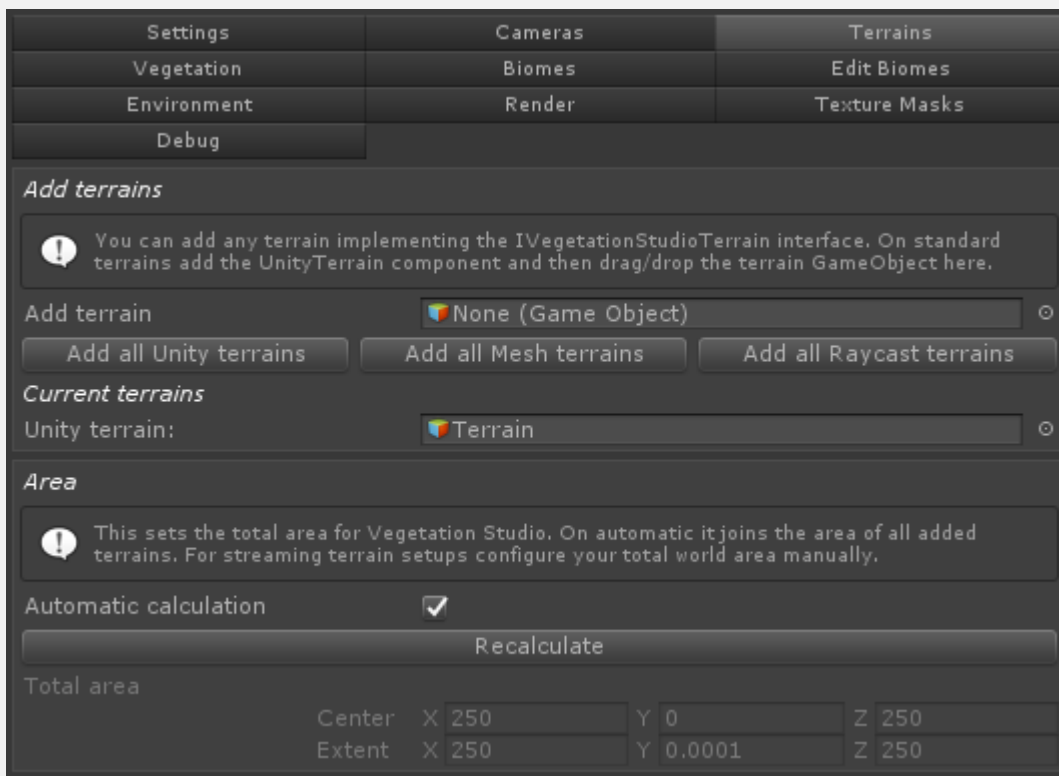 Settings Cameras Terrains
Vegetation Biomes Edit Biomes
Environment Render Texture Masks
Debug
Add terrains
You can add any terrain implementing the IVegetationStudioTerrain interface. On standard
terrains add the UnityTerrain component and then drag/drop the terrain GameObject here.
Add terrain None (Game Object)
Add all Unity terrains Add all Mesh terrains Add all Raycast terrains
Current terrains
Unity terrain: Terrain
Area
This sets the total area for Vegetation Studio. On automatic it joins the area of all added
terrains. For streaming terrain setups configure your total world area manually.
Automatic calculation
Recalculate
Total area
Center X 250 Y 0 Z 250
Extent X 250 Y 0.0001 Z 250